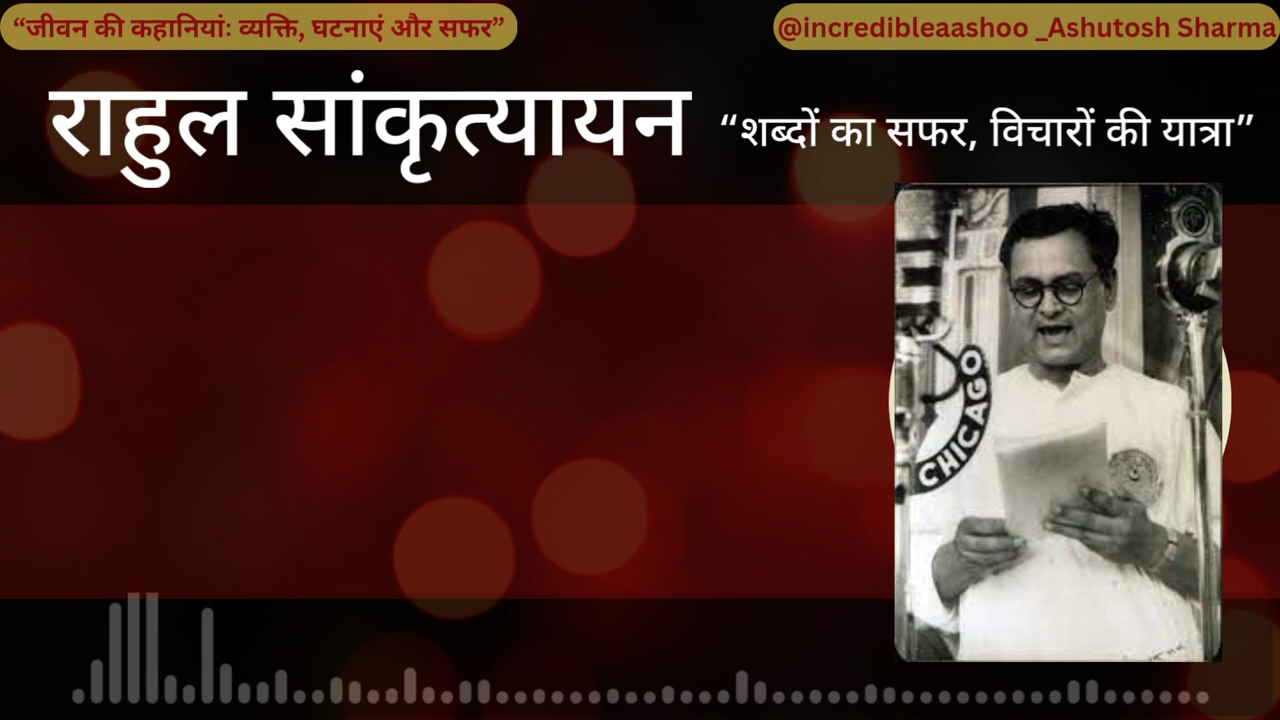 “जीवन की कहानियां: व्यक्ति, घटनाएं और सफर”
@incredibleaashoo _Ashutosh Sharma
राहुल सांकृत्यायन
“शब्दों का सफर, विचारों की यात्रा”
CHICAGO